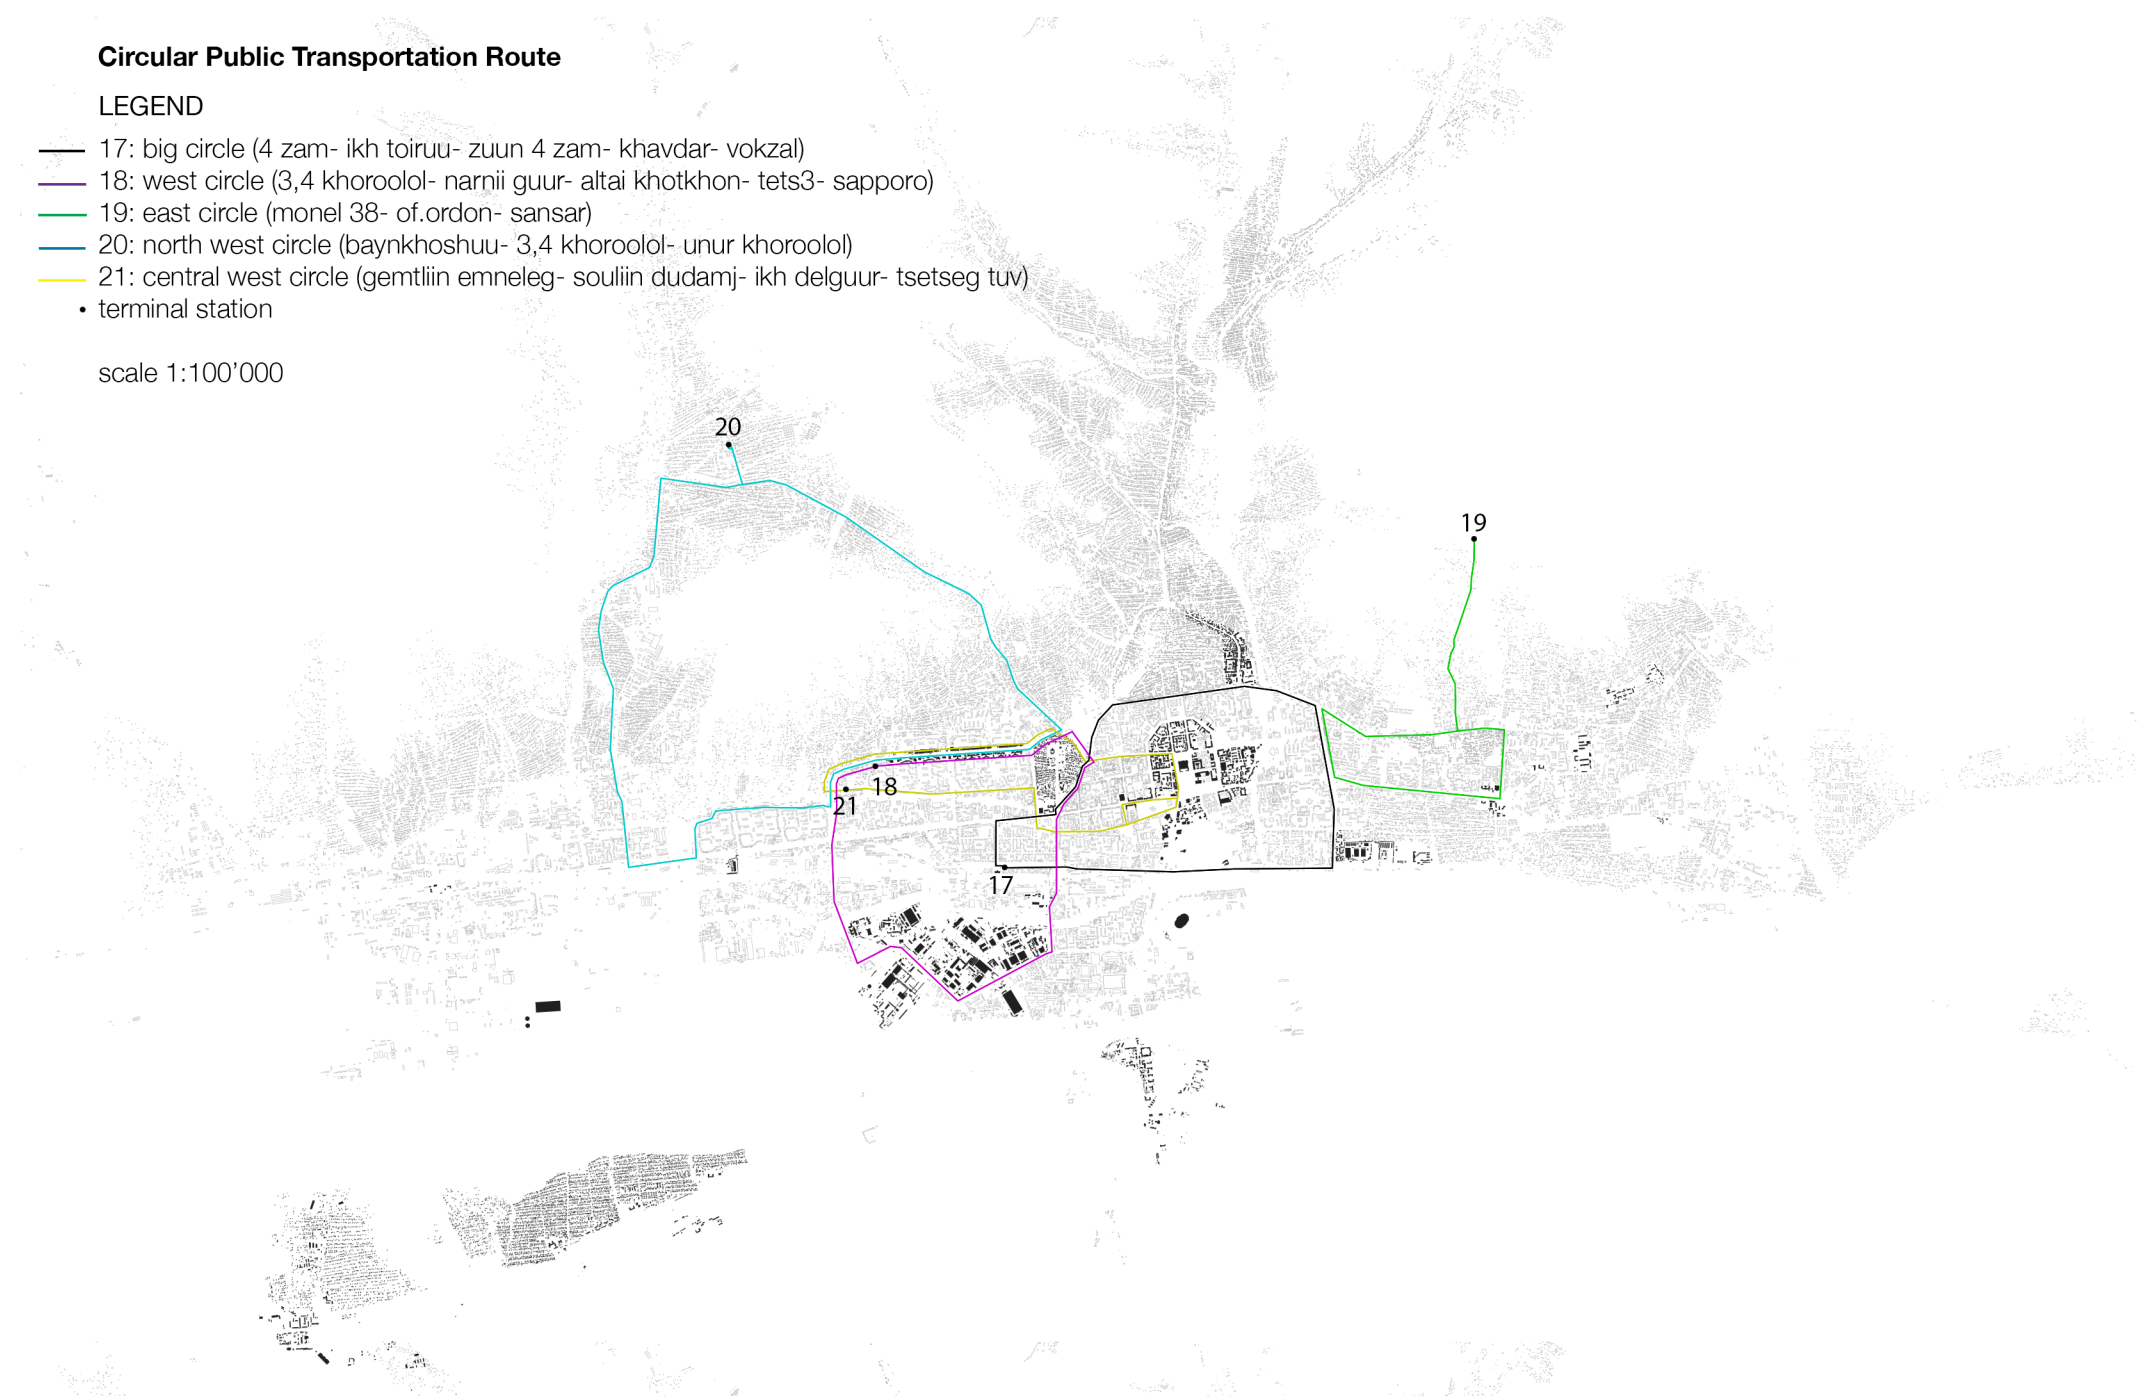 Circular Public Transportation Route
LEGEND
17: big circle (4 zam- ikh toiruu- zuun 4 zam- khavdar- vokzal)
18: west circle (3,4 khoroolol- narnii guur- altai khotkhon- tets3- sapporo)
19: east circle (monel 38- of.ordon- sansar)
20: north west circle (baynkhoshuu- 3,4 khoroolol- unur khoroolol)
21: central west circle (gemtliin emneleg- souliin dudamj- ikh delguur- tsetseg tuv)
terminal station
scale 1:100’000
20
19
18
21
17